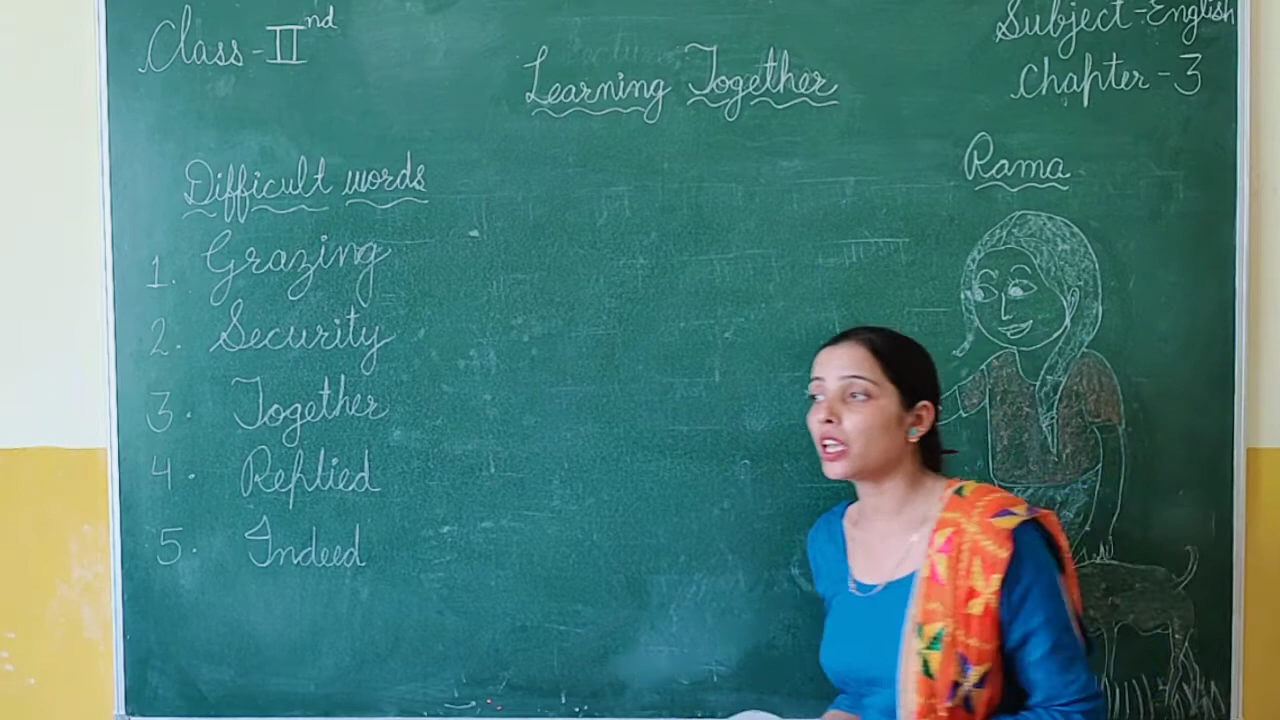 Class - IInd
Subject - English
Learning Together
Chapter - 3
Difficult words
Rama
1. Grazing
2. Security
3. Together
4. Replied
5. Indeed